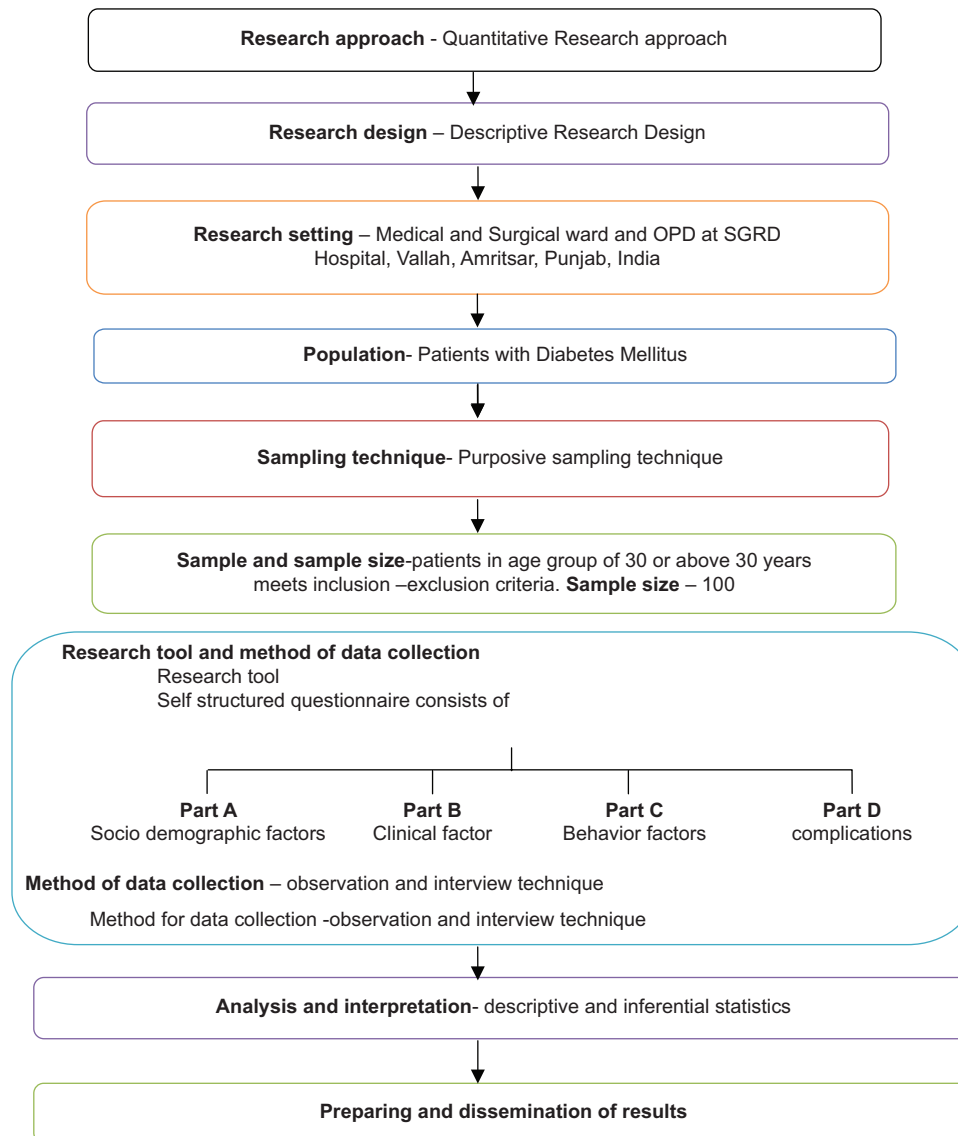 Research approach - Quantitative Research approach
Research design – Descriptive Research Design
Research setting – Medical and Surgical ward and OPD at SGRD
Hospital, Vallah, Amritsar, Punjab, India
Population- Patients with Diabetes Mellitus
Sampling technique- Purposive sampling technique
Sample and sample size-patients in age group of 30 or above 30 years
meets inclusion –exclusion criteria. Sample size – 100
Research tool and method of data collection
Research tool
Self structured questionnaire consists of
Part A Part B Part C Part D
Socio demographic factors Clinical factor Behavior factors complications
Method of data collection – observation and interview technique
Method for data collection -observation and interview technique
Analysis and interpretation- descriptive and inferential statistics
Preparing and dissemination of results